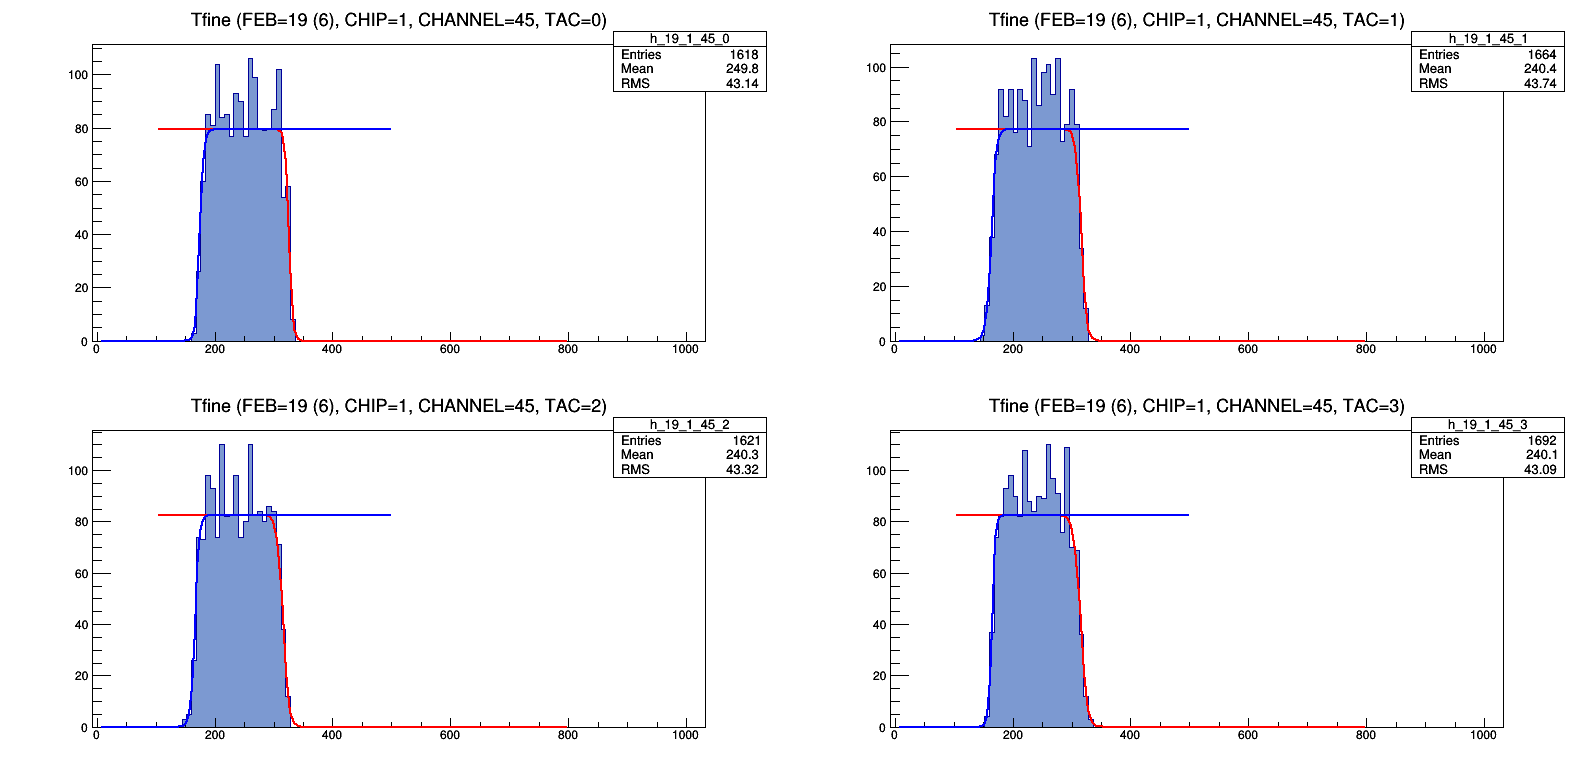 Tfine (FEB=19 (6), CHIP=1, CHANNEL=45, TAC=0)
h_19_1_45_0
Entries 1618
Mean 249.8
RMS 43.14
100
80
60
40
20
0
0 200 400 600 800 1000
Tfine (FEB=19 (6), CHIP=1, CHANNEL=45, TAC=1)
h_19_1_45_1
Entries 1664
Mean 240.4
RMS 43.74
100
80
60
40
20
0
0 200 400 600 800 1000
Tfine (FEB=19 (6), CHIP=1, CHANNEL=45, TAC=2)
h_19_1_45_2
Entries 1621
Mean 240.3
RMS 43.32
100
80
60
40
20
0
0 200 400 600 800 1000
Tfine (FEB=19 (6), CHIP=1, CHANNEL=45, TAC=3)
h_19_1_45_3
Entries 1692
Mean 240.1
RMS 43.09
100
80
60
40
20
0
0 200 400 600 800 1000